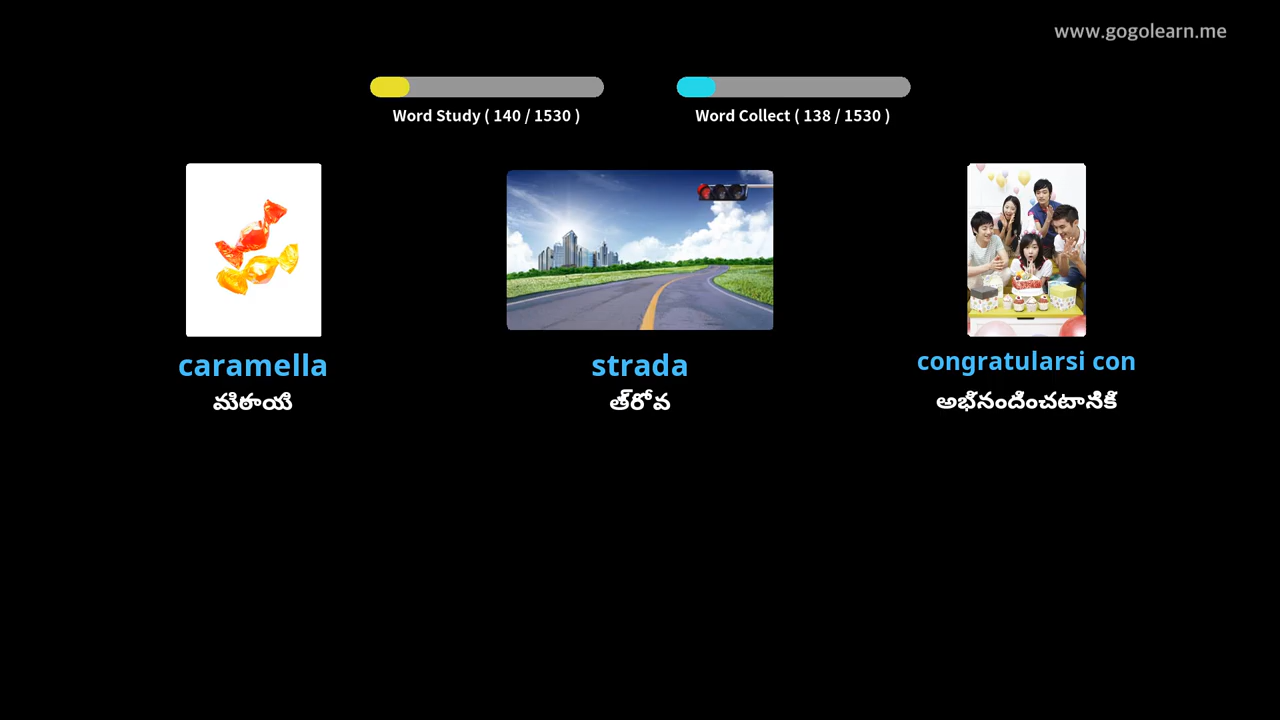 www.gogolearn.me
Word Study ( 140 / 1530 )
Word Collect ( 138 / 1530 )
caramella
strada
congratularsi con
మిఠాయి
త్రోవ
అభినందించటానికి